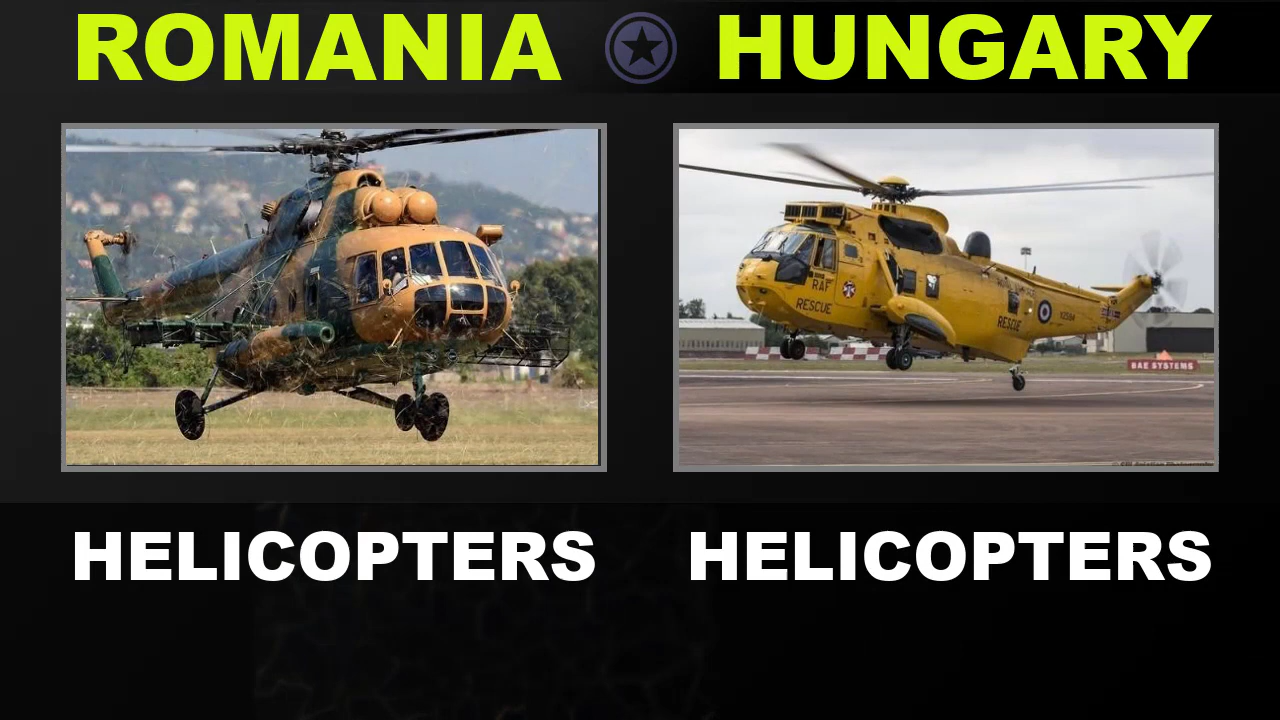 ROMANIA
HUNGARY
RAF
RESCUE
RESCUE
BAE SYSTEMS
HELICOPTERS
HELICOPTERS